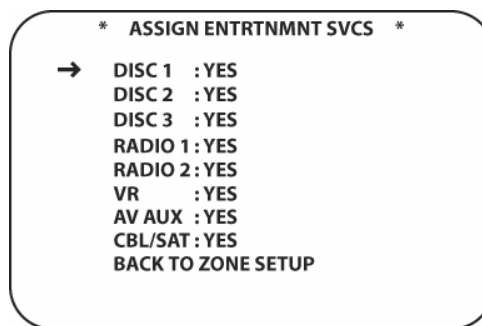 * ASSIGN ENTRTNMNT SVCS *
→ DISC 1 : YES
DISC 2 : YES
DISC 3 : YES
RADIO 1 : YES
RADIO 2 : YES
VR : YES
AV AUX : YES
CBL/SAT : YES
BACK TO ZONE SETUP